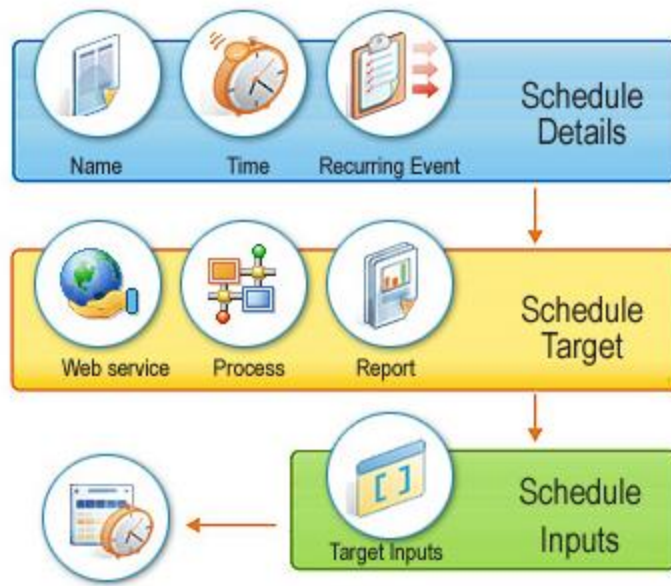 Schedule
Details
Name
Time
Recurring Event
Schedule
Target
Web service
Process
Report
Schedule
Inputs
Target Inputs